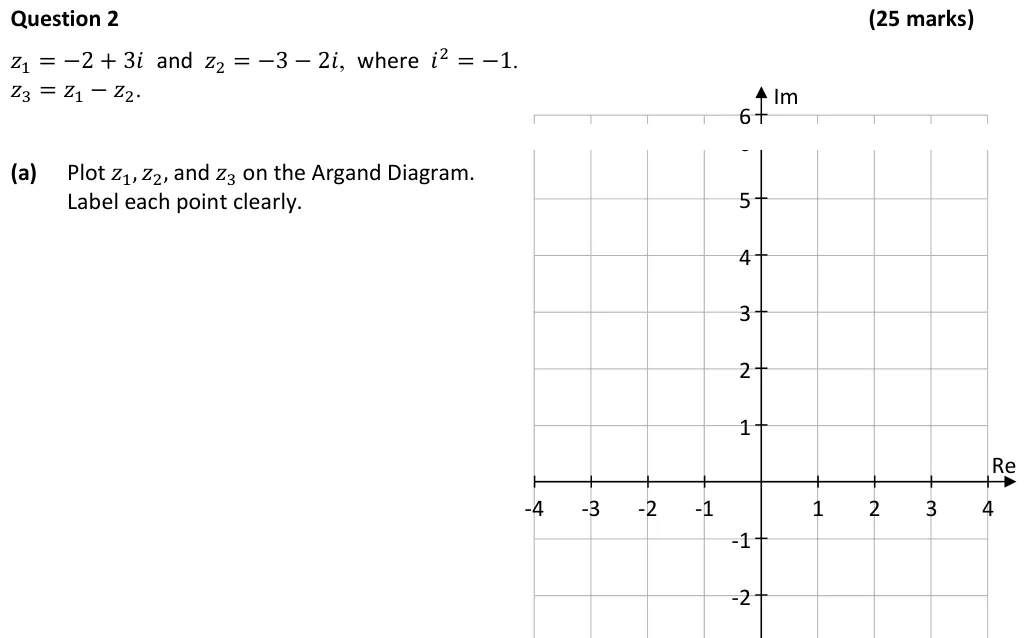 Question 2 (25 marks)
z₁ = −2 + 3i and z₂ = −3 − 2i, where i² = −1.
z₃ = z₁ − z₂.
(a) Plot z₁, z₂, and z₃ on the Argand Diagram.
Label each point clearly.
Im
6
5
4
3
2
1
Re
-4 -3 -2 -1 1 2 3 4
-1
-2